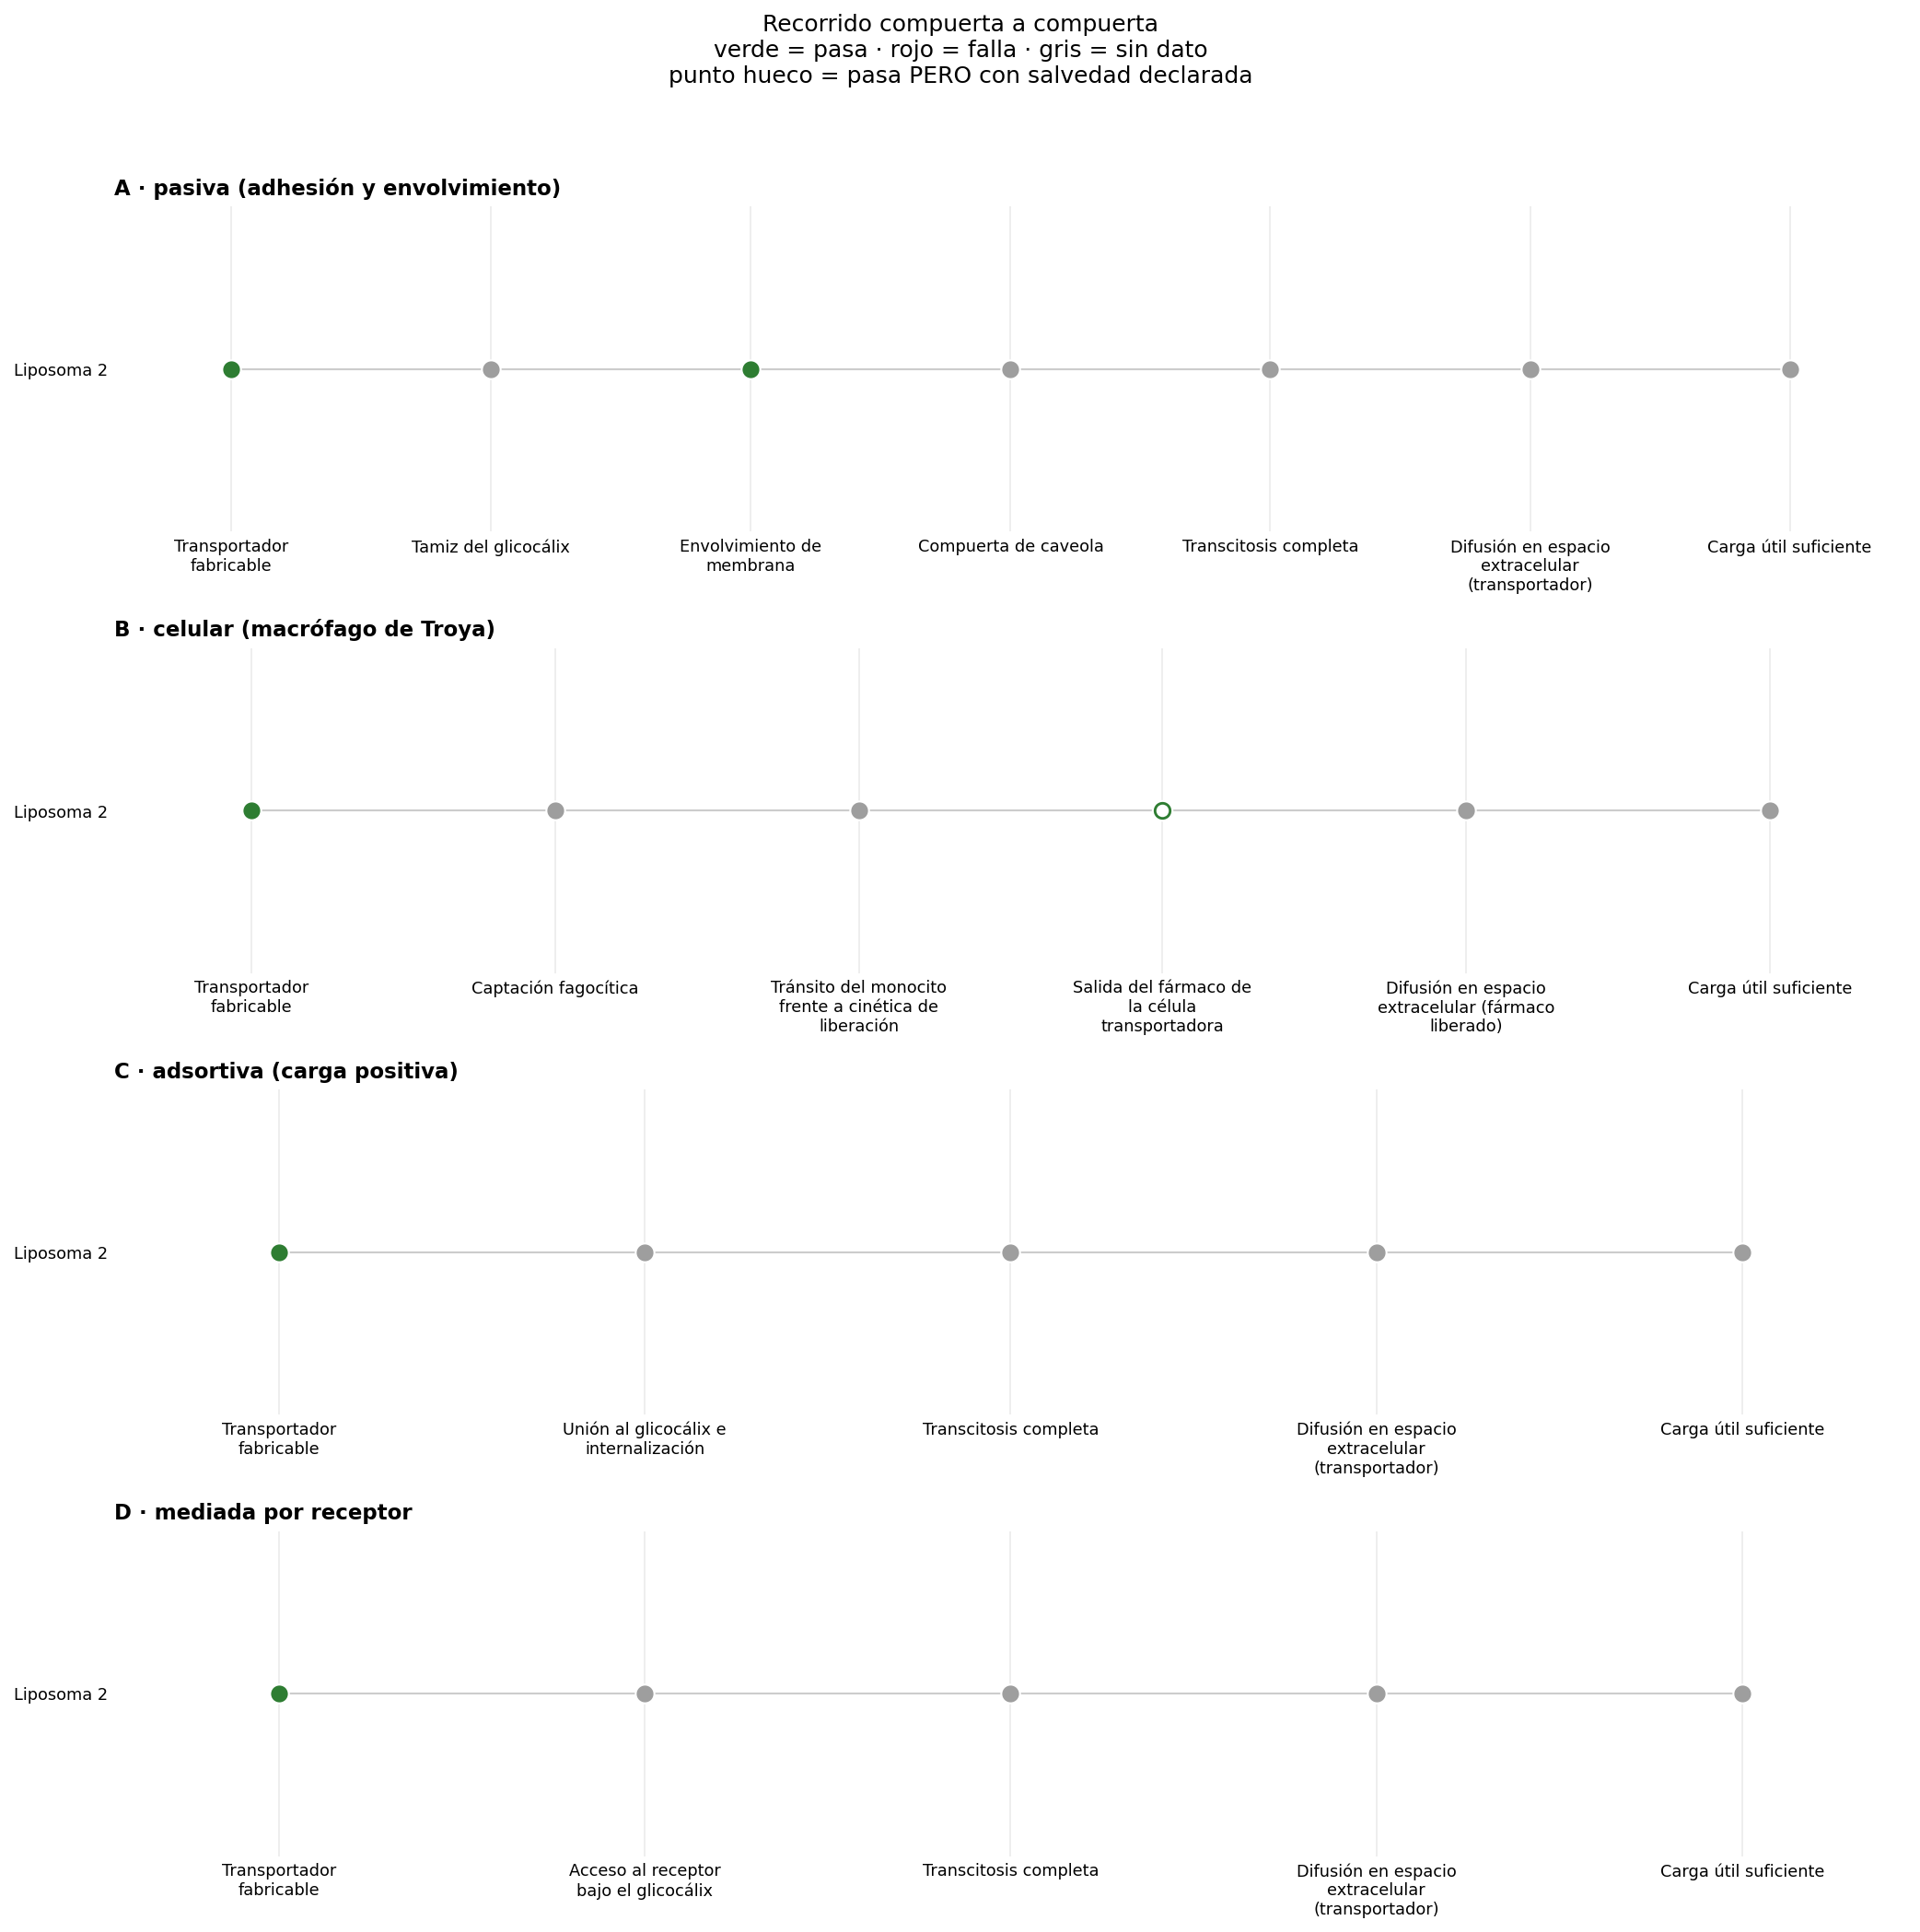 Recorrido compuerta a compuerta
verde = pasa · rojo = falla · gris = sin dato
punto hueco = pasa PERO con salvedad declarada
A · pasiva (adhesión y envolvimiento)
Liposoma 2
Transportador
fabricable
Tamiz del glicocálix
Envolvimiento de
membrana
Compuerta de caveola
Transcitosis completa
Difusión en espacio
extracelular
(transportador)
Carga útil suficiente
B · celular (macrófago de Troya)
Liposoma 2
Transportador
fabricable
Captación fagocítica
Tránsito del monocito
frente a cinética de
liberación
Salida del fármaco de
la célula
transportadora
Difusión en espacio
extracelular (fármaco
liberado)
Carga útil suficiente
C · adsortiva (carga positiva)
Liposoma 2
Transportador
fabricable
Unión al glicocálix e
internalización
Transcitosis completa
Difusión en espacio
extracelular
(transportador)
Carga útil suficiente
D · mediada por receptor
Liposoma 2
Transportador
fabricable
Acceso al receptor
bajo el glicocálix
Transcitosis completa
Difusión en espacio
extracelular
(transportador)
Carga útil suficiente